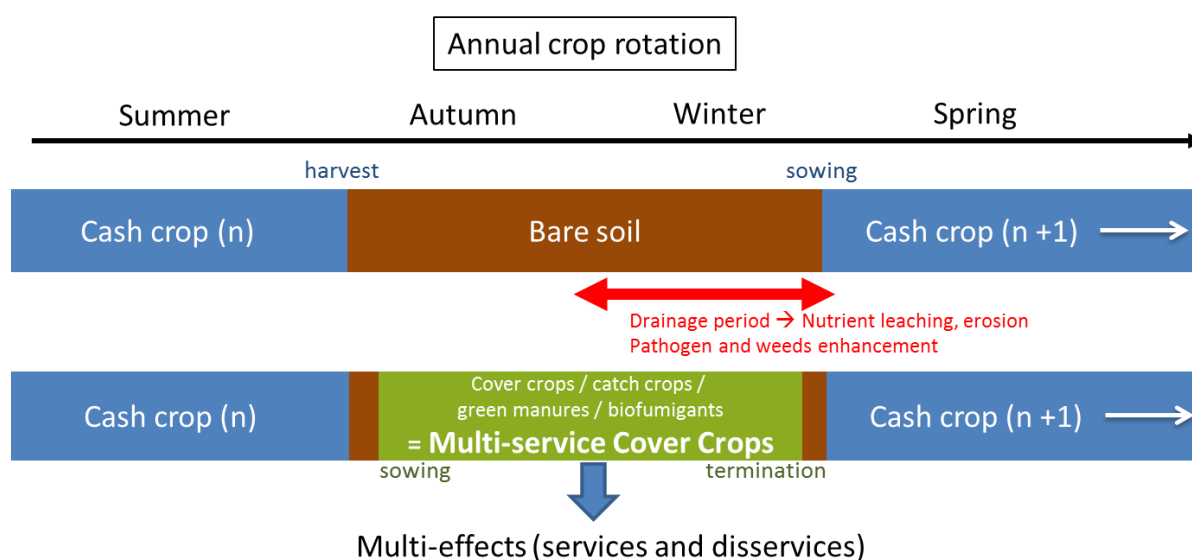 Annual crop rotation
Summer Autumn Winter Spring
harvest sowing
Cash crop (n) Bare soil Cash crop (n +1)
Drainage period → Nutrient leaching, erosion
Pathogen and weeds enhancement
Cover crops / catch crops /
green manures / biofumigants
Cash crop (n) = Multi-service Cover Crops Cash crop (n +1)
sowing termination
Multi-effects (services and disservices)